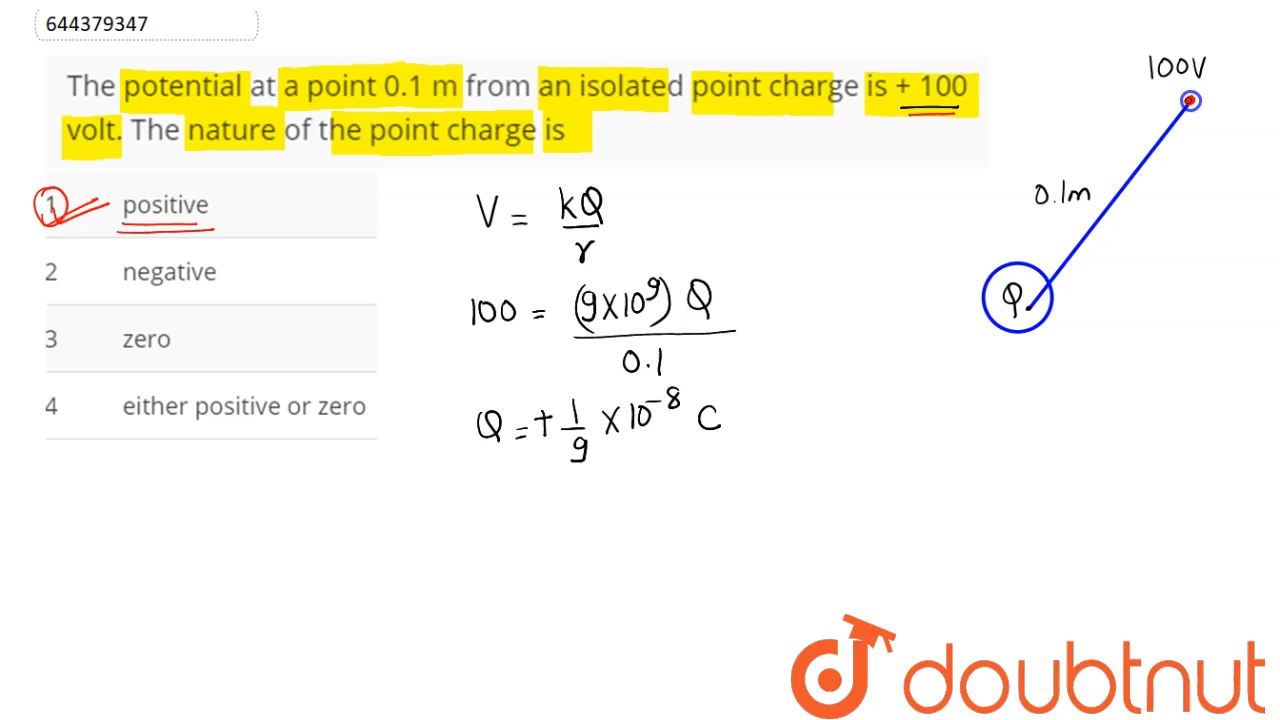 644379347
The potential at a point 0.1 m from an isolated point charge is + 100
volt. The nature of the point charge is
1 positive
2 negative
3 zero
4 either positive or zero
V = kQ
r
100 = (9×10⁹) Q
0.1
Q = + 1/9 × 10⁻⁸ C
100V
0.1m
Q
doubtnut